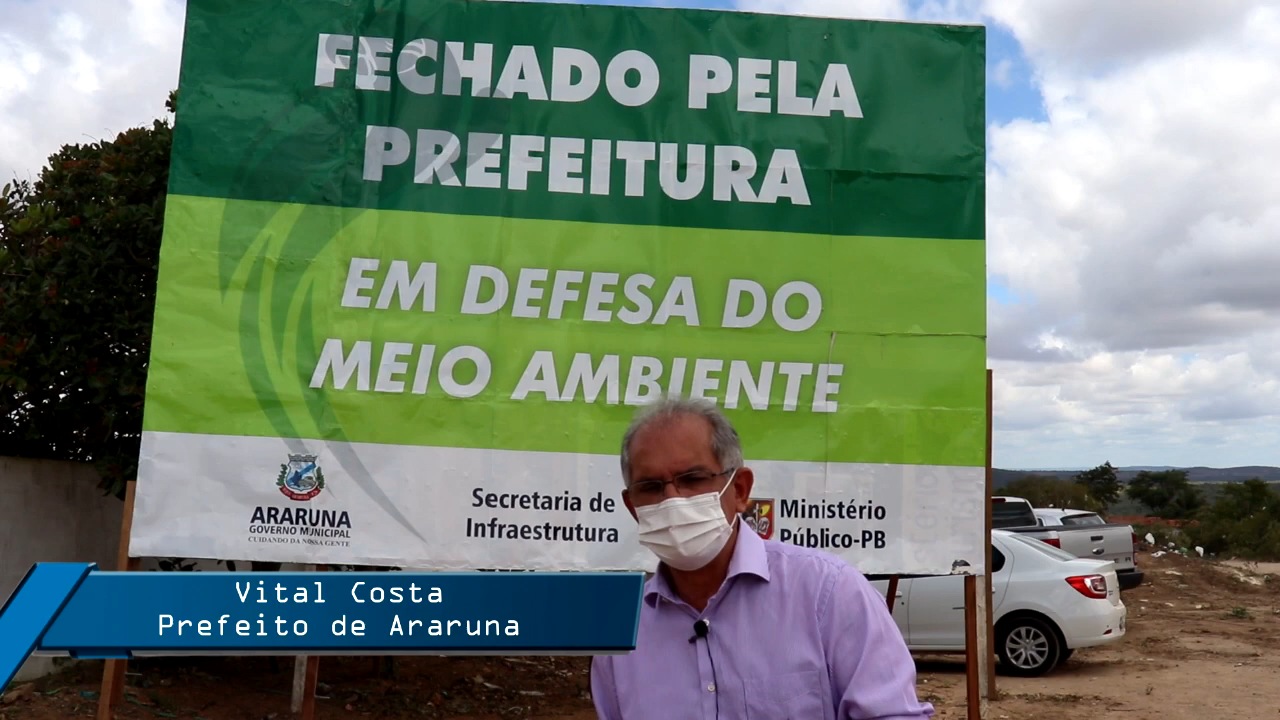 FECHADO PELA
PREFEITURA
EM DEFESA DO
MEIO AMBIENTE
ARARUNA
GOVERNO MUNICIPAL
CUIDANDO DA NOSSA GENTE
Secretaria de
Infraestrutura
Ministério
Público-PB
Vital Costa
Prefeito de Araruna